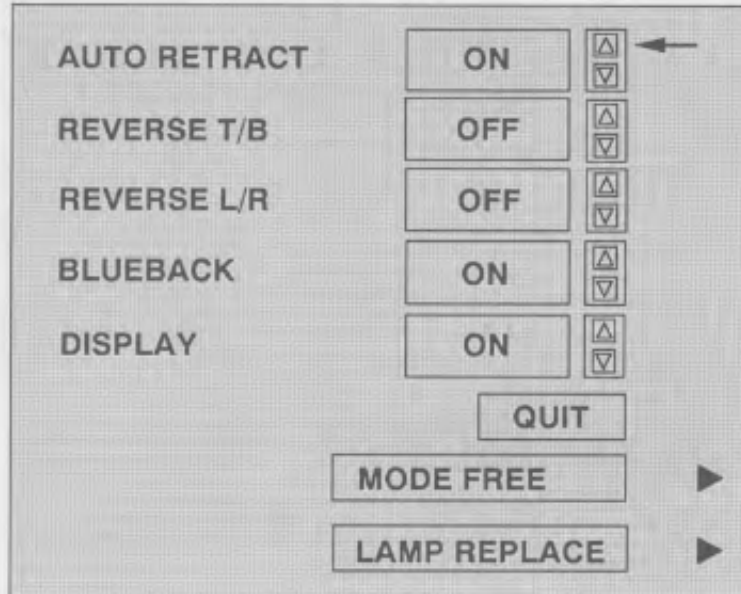 AUTO RETRACT ON
REVERSE T/B OFF
REVERSE L/R OFF
BLUEBACK ON
DISPLAY ON
QUIT
MODE FREE
LAMP REPLACE